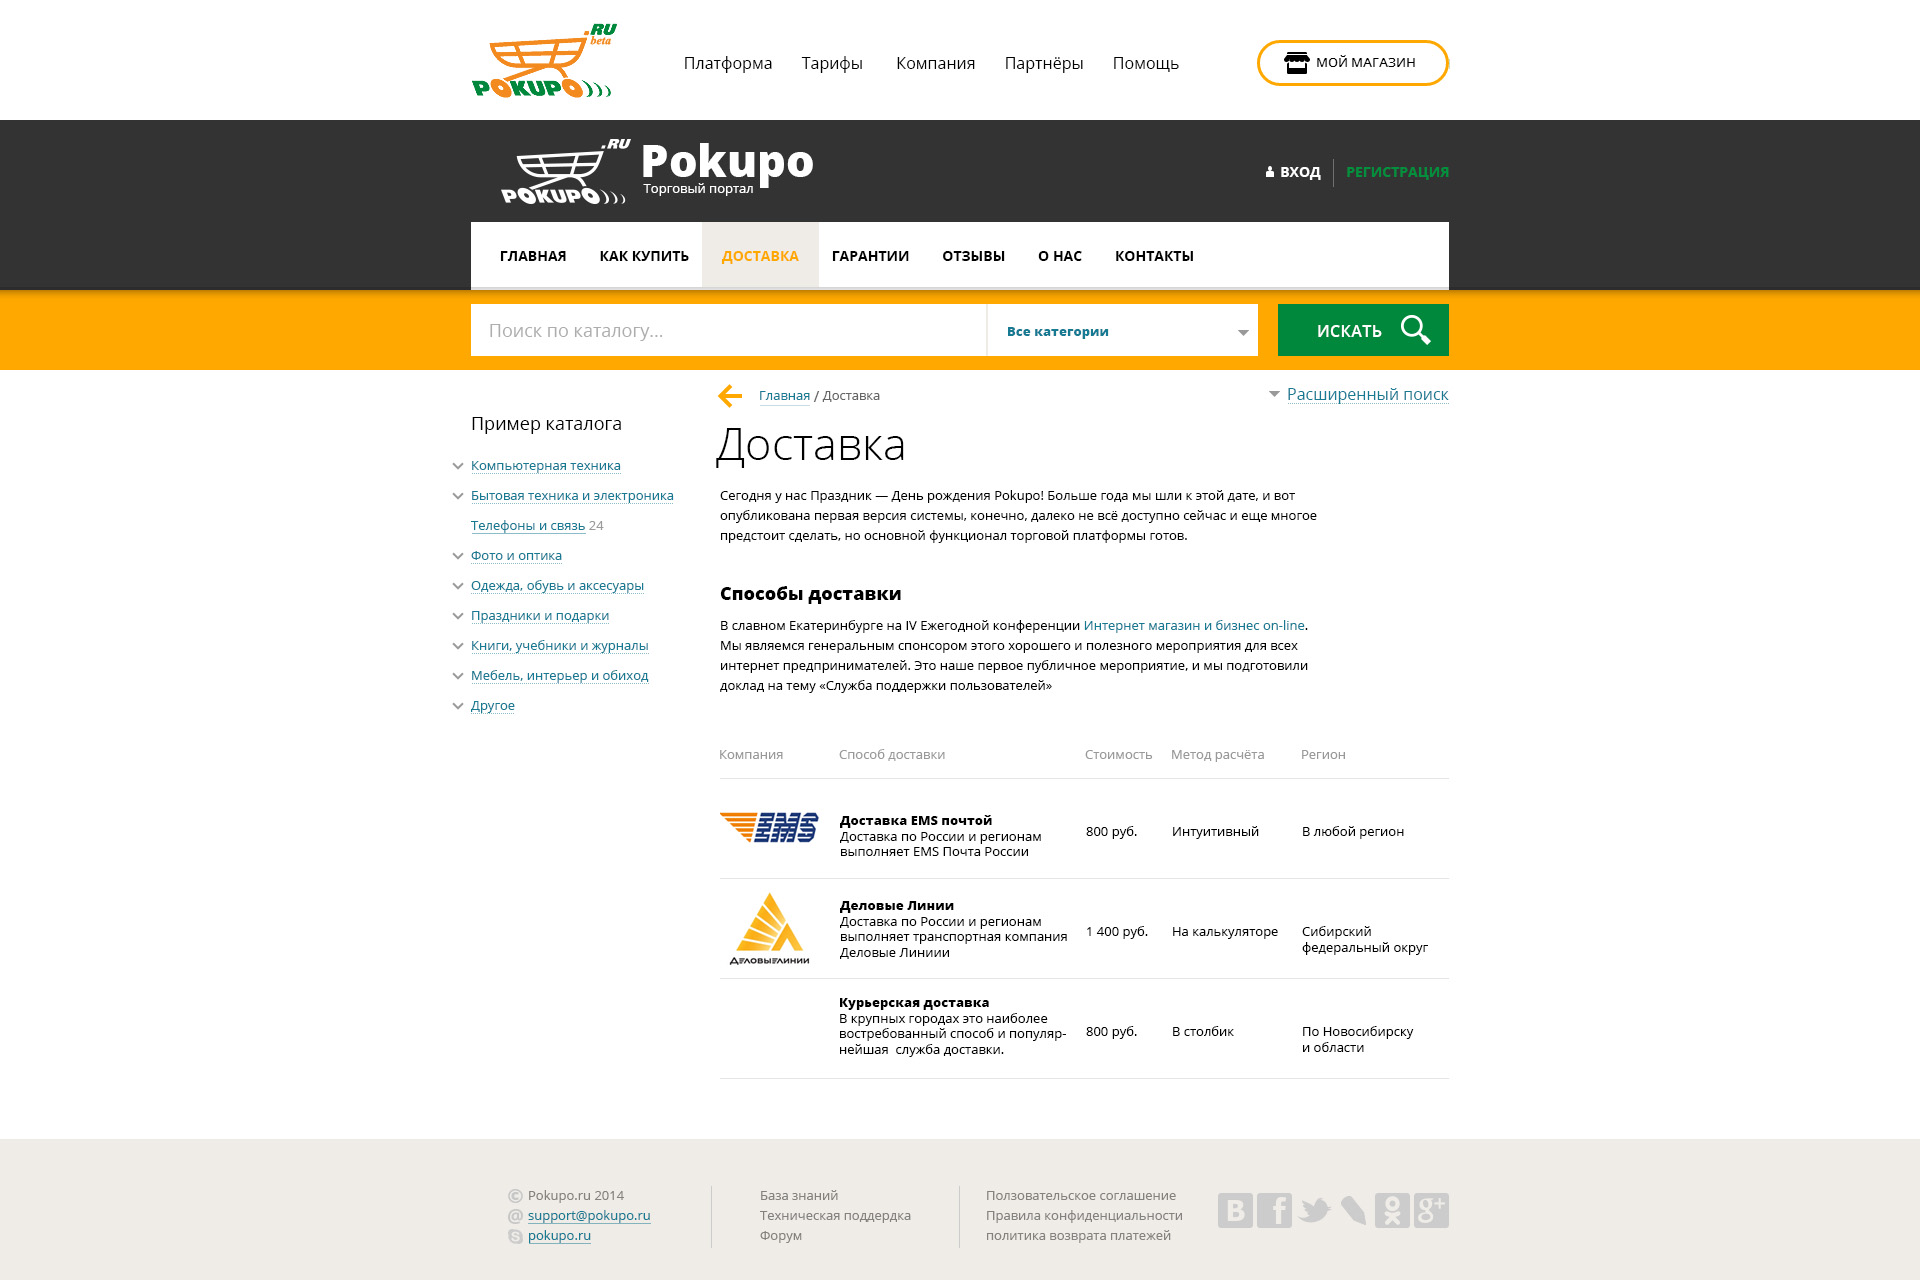 .RU
beta
POKUPO
Платформа
Тарифы
Компания
Партнёры
Помощь
МОЙ МАГАЗИН
.RU
POKUPO
Pokupo
Торговый портал
ВХОД
РЕГИСТРАЦИЯ
ГЛАВНАЯ
КАК КУПИТЬ
ДОСТАВКА
ГАРАНТИИ
ОТЗЫВЫ
О НАС
КОНТАКТЫ
Поиск по каталогу...
Все категории
ИСКАТЬ
Главная / Доставка
Расширенный поиск
Пример каталога
Компьютерная техника
Бытовая техника и электроника
Телефоны и связь 24
Фото и оптика
Одежда, обувь и аксесуары
Праздники и подарки
Книги, учебники и журналы
Мебель, интерьер и обиход
Другое
Доставка
Сегодня у нас Праздник — День рождения Pokupo! Больше года мы шли к этой дате, и вот
опубликована первая версия системы, конечно, далеко не всё доступно сейчас и еще многое
предстоит сделать, но основной функционал торговой платформы готов.
Способы доставки
В славном Екатеринбурге на IV Ежегодной конференции Интернет магазин и бизнес on-line.
Мы являемся генеральным спонсором этого хорошего и полезного мероприятия для всех
интернет предпринимателей. Это наше первое публичное мероприятие, и мы подготовили
доклад на тему «Служба поддержки пользователей»
Компания
Способ доставки
Стоимость
Метод расчёта
Регион
EMS
Доставка EMS почтой
Доставка по России и регионам
выполняет EMS Почта России
800 руб.
Интуитивный
В любой регион
ДЕЛОВЫЕЛИНИИ
Деловые Линии
Доставка по России и регионам
выполняет транспортная компания
Деловые Линиии
1 400 руб.
На калькуляторе
Сибирский
федеральный округ
Курьерская доставка
В крупных городах это наиболее
востребованный способ и популяр-
нейшая  служба доставки.
800 руб.
В столбик
По Новосибирску
и области
© Pokupo.ru 2014
@ support@pokupo.ru
pokupo.ru
База знаний
Техническая поддердка
Форум
Ползовательское соглашение
Правила конфиденциальности
политика возврата платежей
B
f
g+